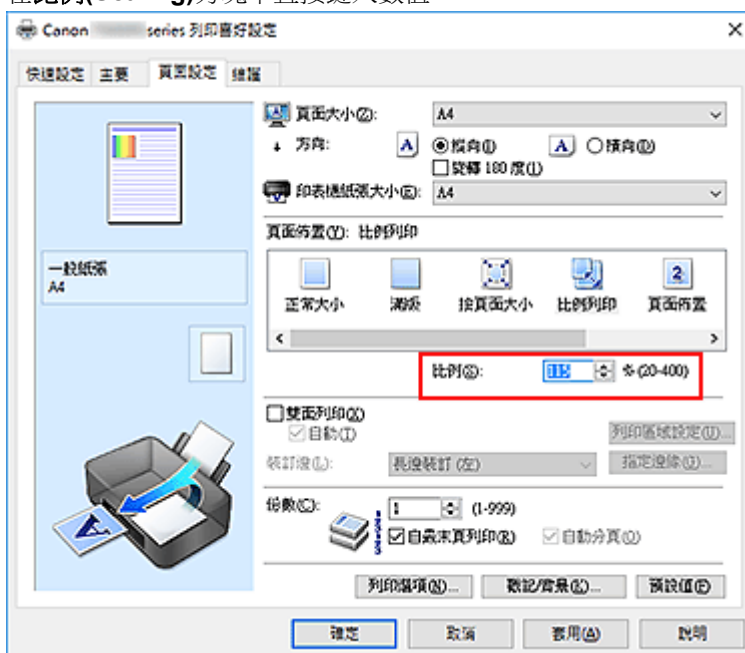 Canon series 列印喜好設定
快速設定 主要 頁面設定 維護
頁面大小(Z): A4
方向: A 縱向(J) A 橫向(D)
旋轉 180 度(L)
印表機紙張大小(E): A4
頁面佈置(Y): 比例列印
正常大小 滿版 按頁面大小 比例列印 頁面佈置
一般紙張
A4
比例(S): 115 % (20-400)
雙面列印(X)
自動(T) 列印區域設定(U)...
裝訂邊(L): 長邊裝訂 (左) 指定邊緣(G)...
份數(C): 1 (1-999)
自最末頁列印(R) 自動分頁(O)
列印選項(N)... 戳記/背景(K)... 預設值(F)
確定 取消 套用(A) 說明